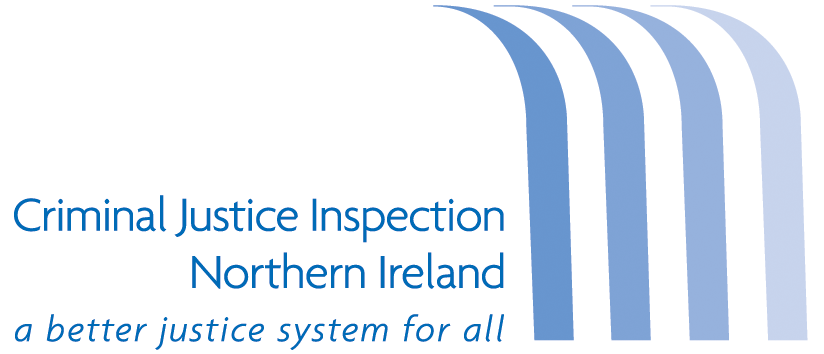 Criminal Justice Inspection
Northern Ireland
a better justice system for all